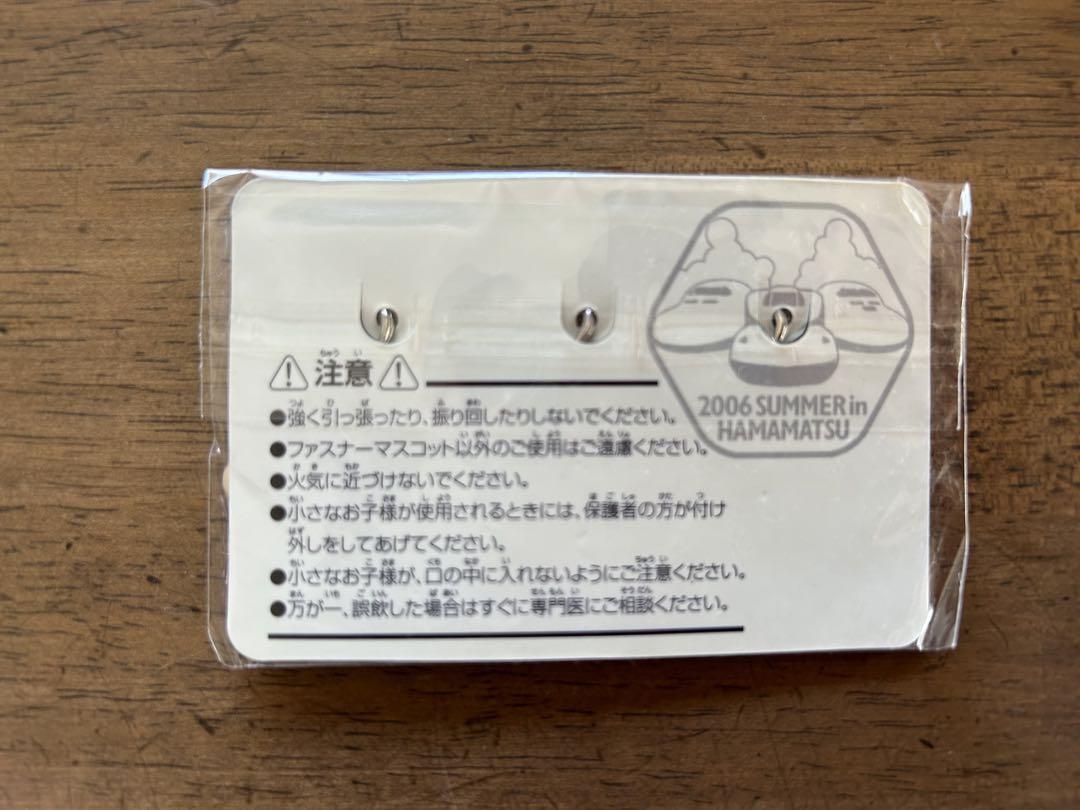 2006 SUMMER in
HAMAMATSU
注意
●強く引っ張ったり、振り回したりしないでください。
●ファスナーマスコット以外のご使用はご遠慮ください。
●火気に近づけないでください。
●小さなお子様が使用されるときには、保護者の方が付け
外しをしてあげてください。
●小さなお子様が、口の中に入れないようにご注意ください。
●万が一、誤飲した場合はすぐに専門医にご相談ください。